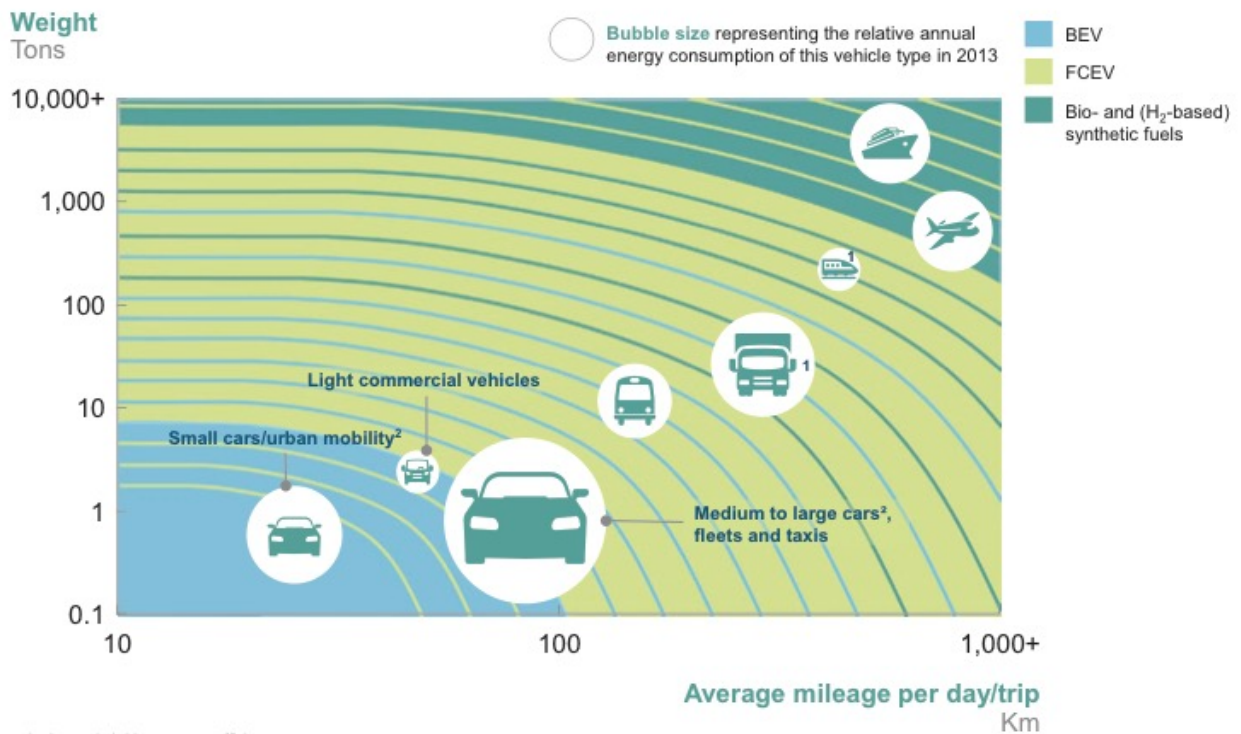 Weight
Tons
Bubble size representing the relative annual
energy consumption of this vehicle type in 2013
BEV
FCEV
Bio- and (H₂-based)
synthetic fuels
10,000+
1,000
100
10
1
0.1
1
1
Light commercial vehicles
Small cars/urban mobility²
Medium to large cars²,
fleets and taxis
10
100
1,000+
Average mileage per day/trip
Km